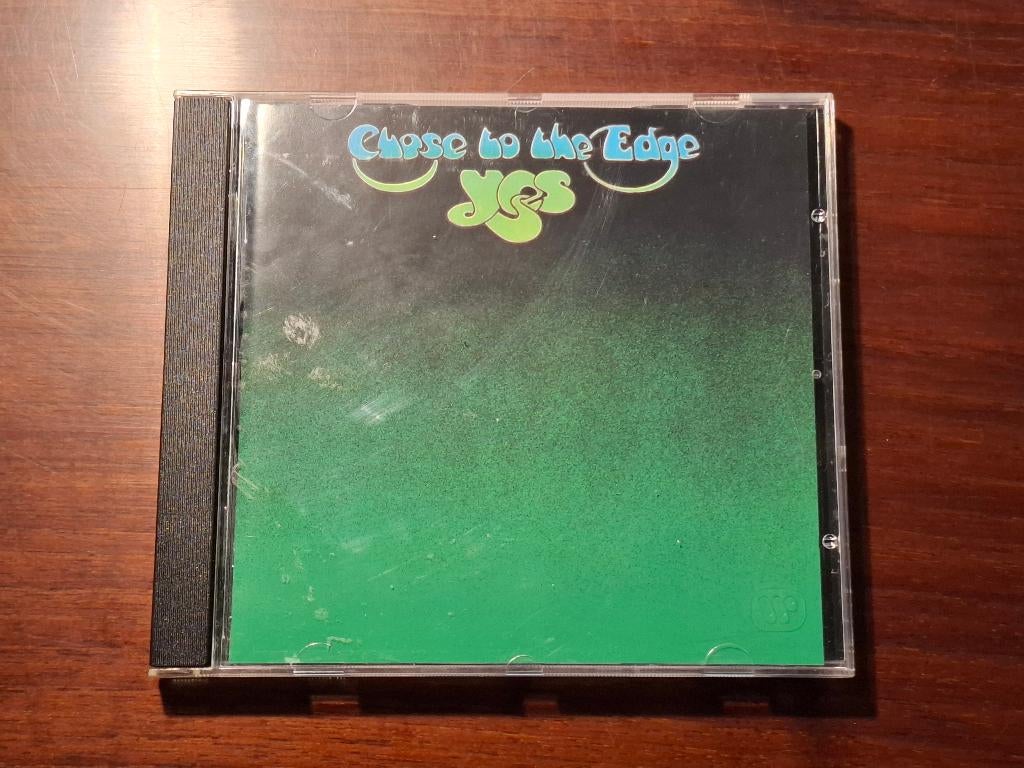 Close to the Edge
yes